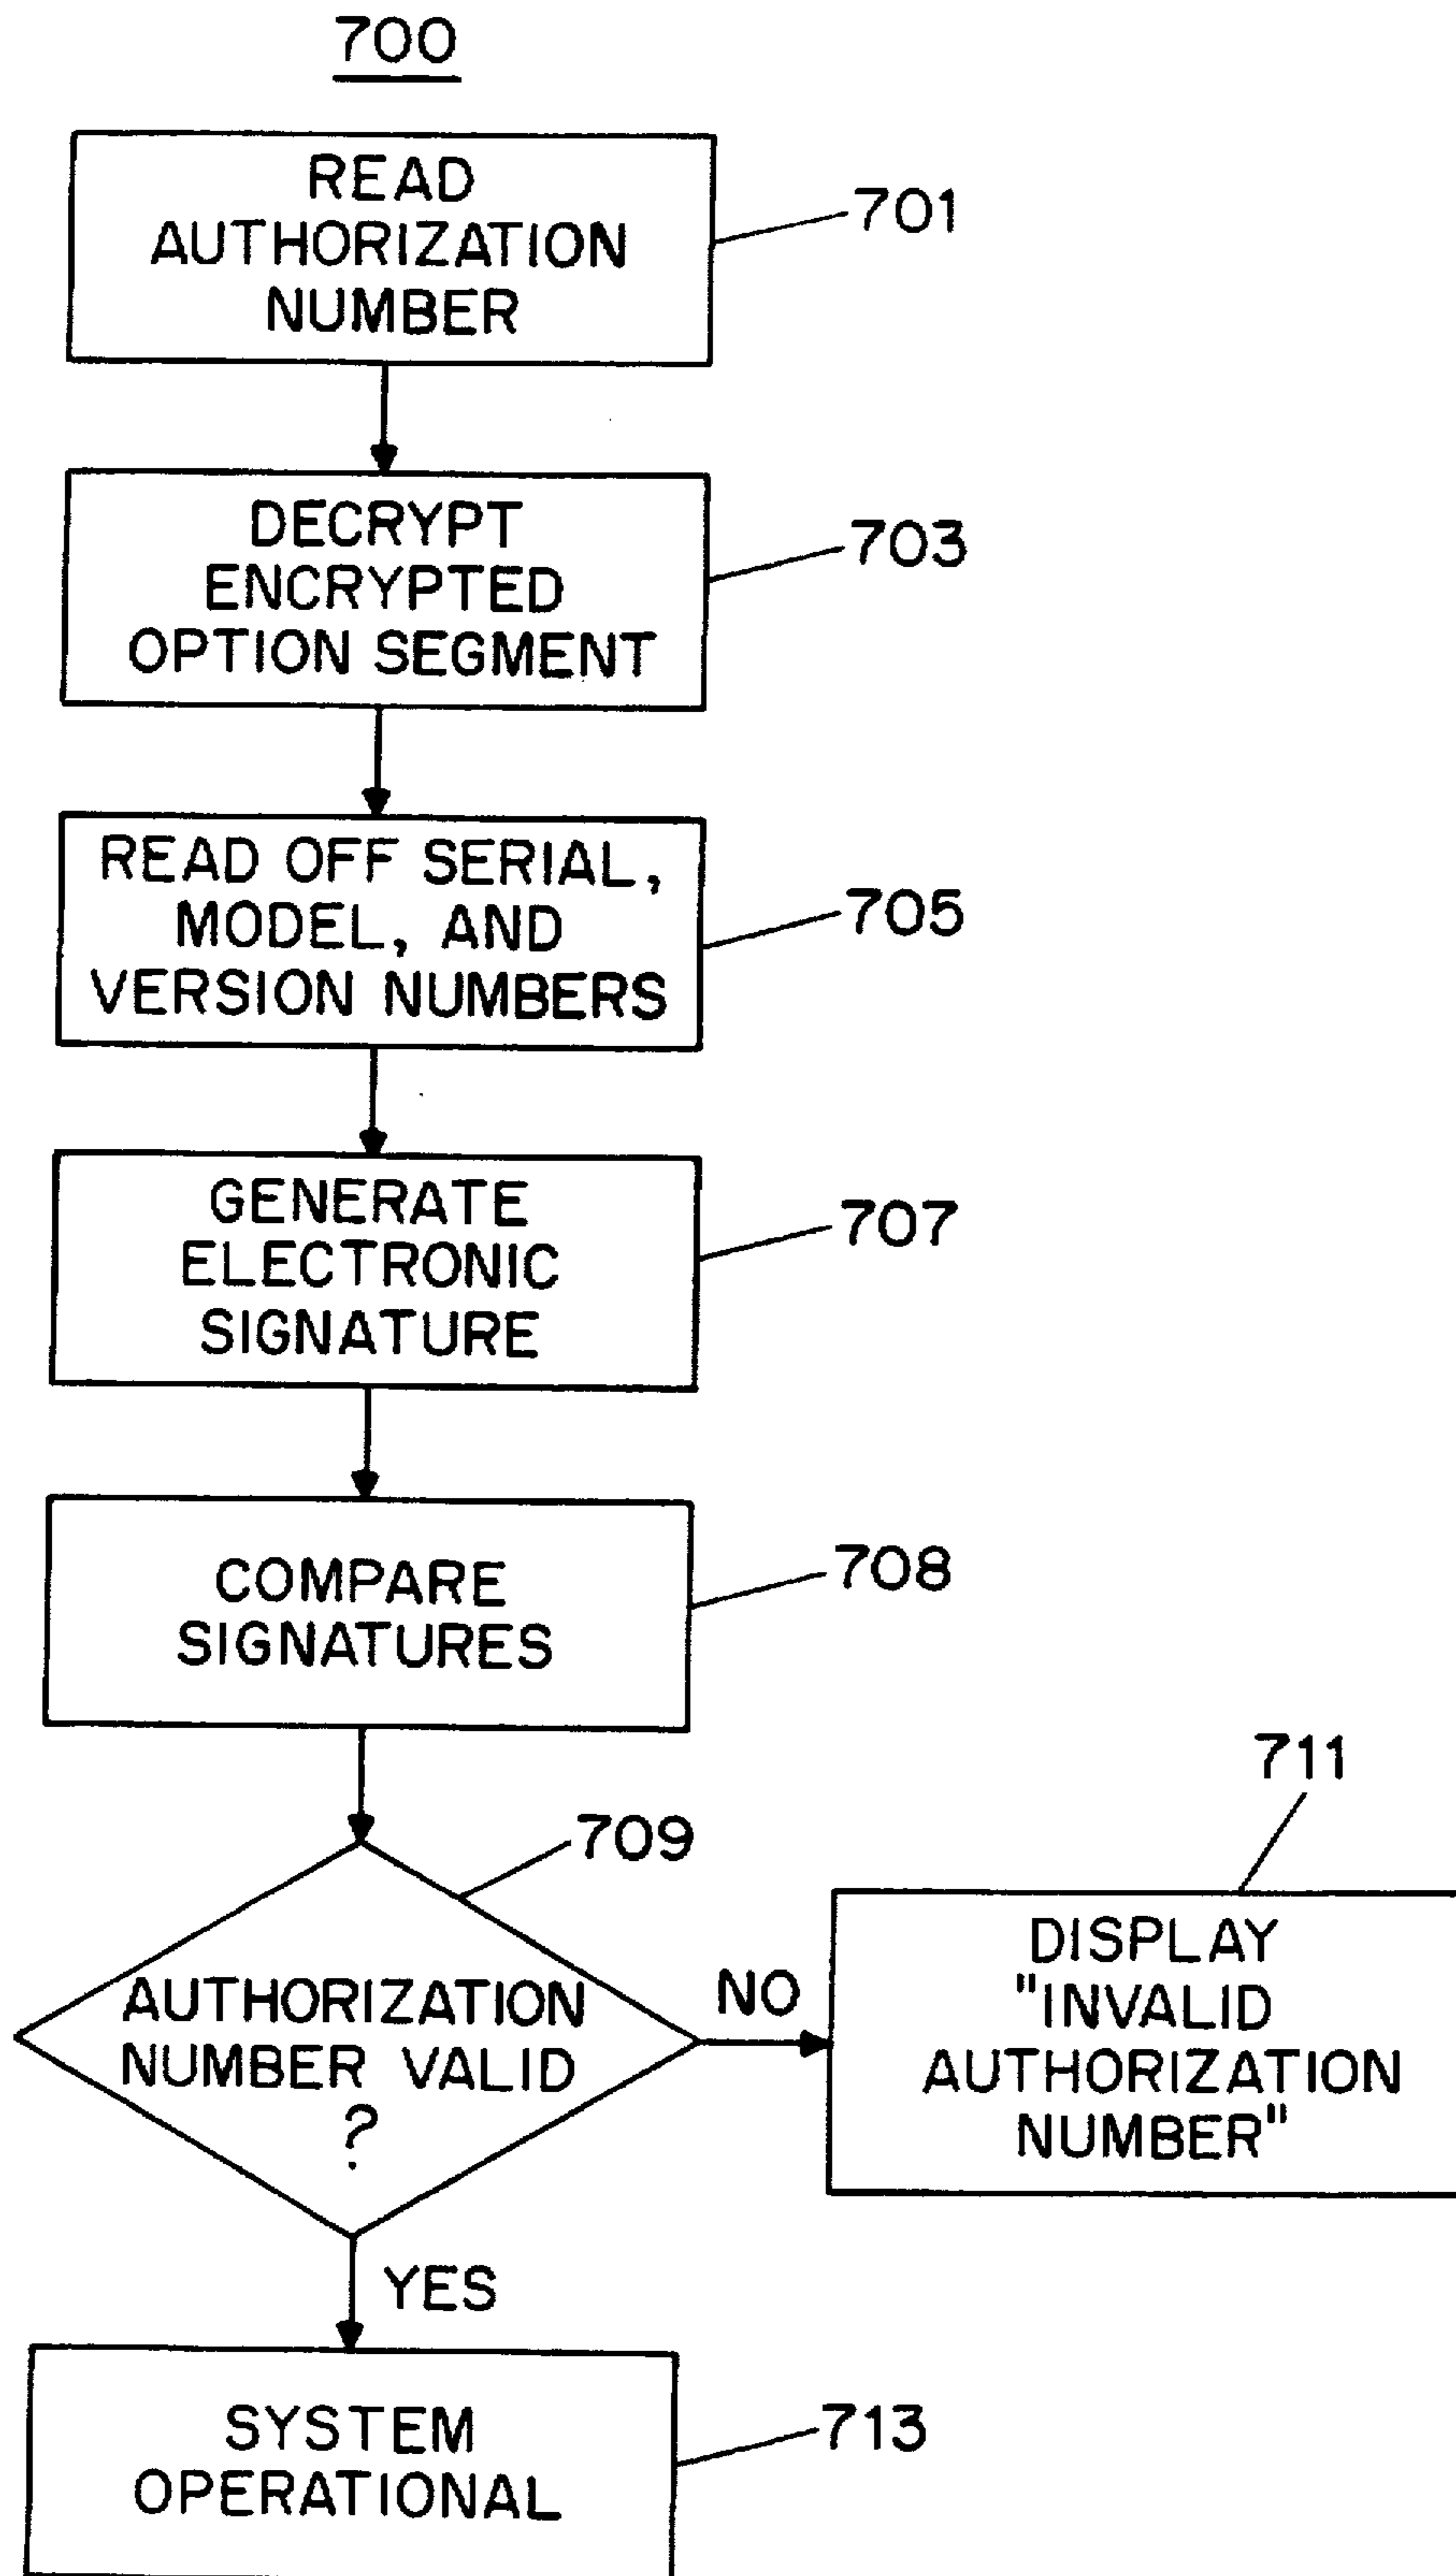 700
READ
AUTHORIZATION
NUMBER
701
DECRYPT
ENCRYPTED
OPTION SEGMENT
703
READ OFF SERIAL,
MODEL, AND
VERSION NUMBERS
705
GENERATE
ELECTRONIC
SIGNATURE
707
COMPARE
SIGNATURES
708
709
AUTHORIZATION
NUMBER VALID
?
NO
711
DISPLAY
"INVALID
AUTHORIZATION
NUMBER"
YES
SYSTEM
OPERATIONAL
713